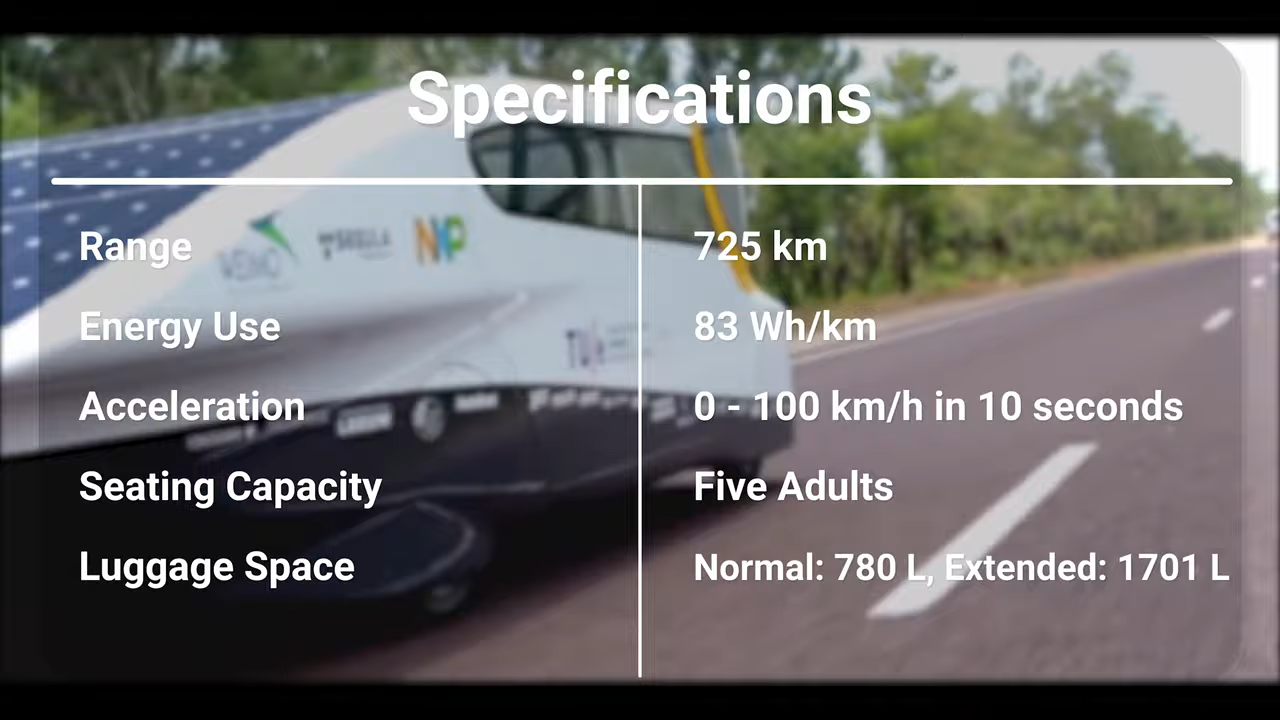 Specifications
Range 725 km
Energy Use 83 Wh/km
Acceleration 0 - 100 km/h in 10 seconds
Seating Capacity Five Adults
Luggage Space Normal: 780 L, Extended: 1701 L
NXP